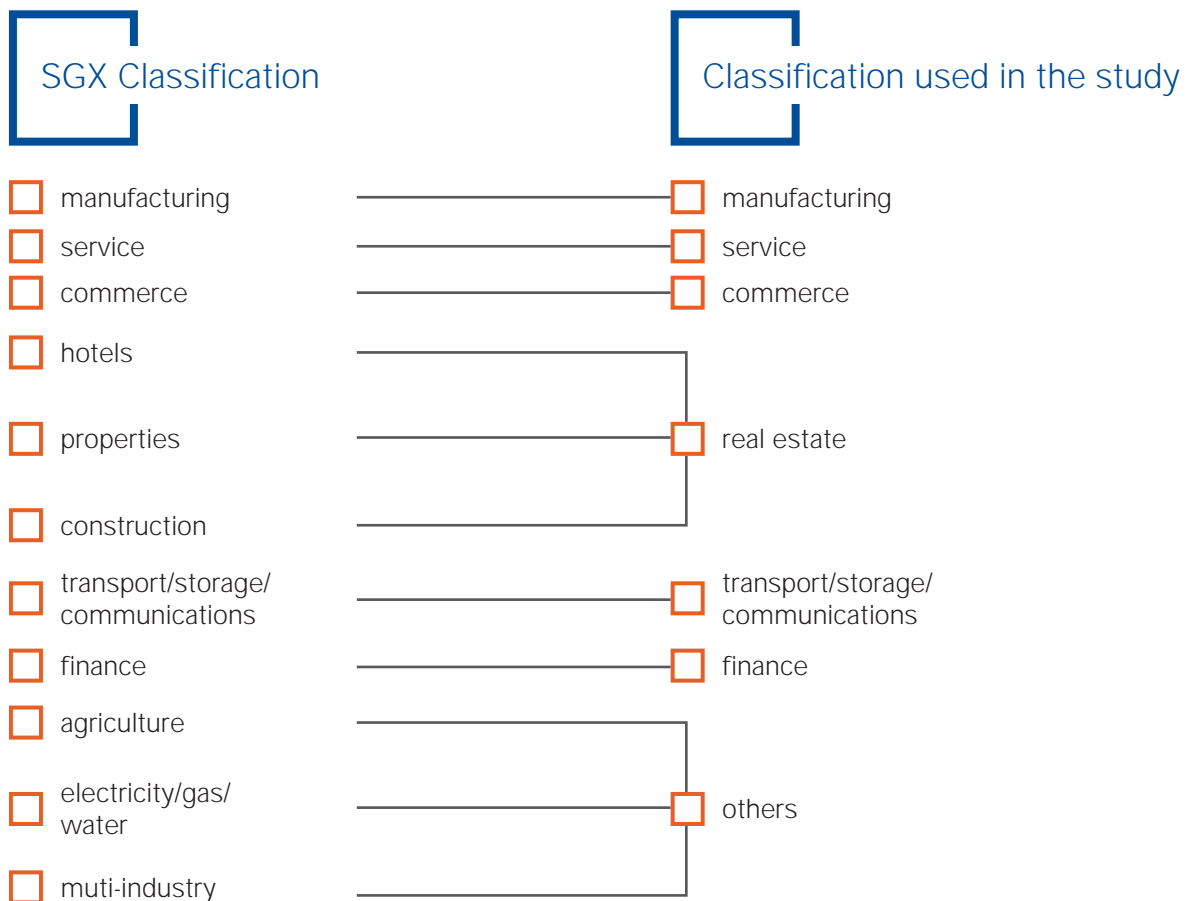 SGX Classification
Classification used in the study
manufacturing
manufacturing
service
service
commerce
commerce
hotels
properties
real estate
construction
transport/storage/
communications
transport/storage/
communications
finance
finance
agriculture
electricity/gas/
water
others
muti-industry